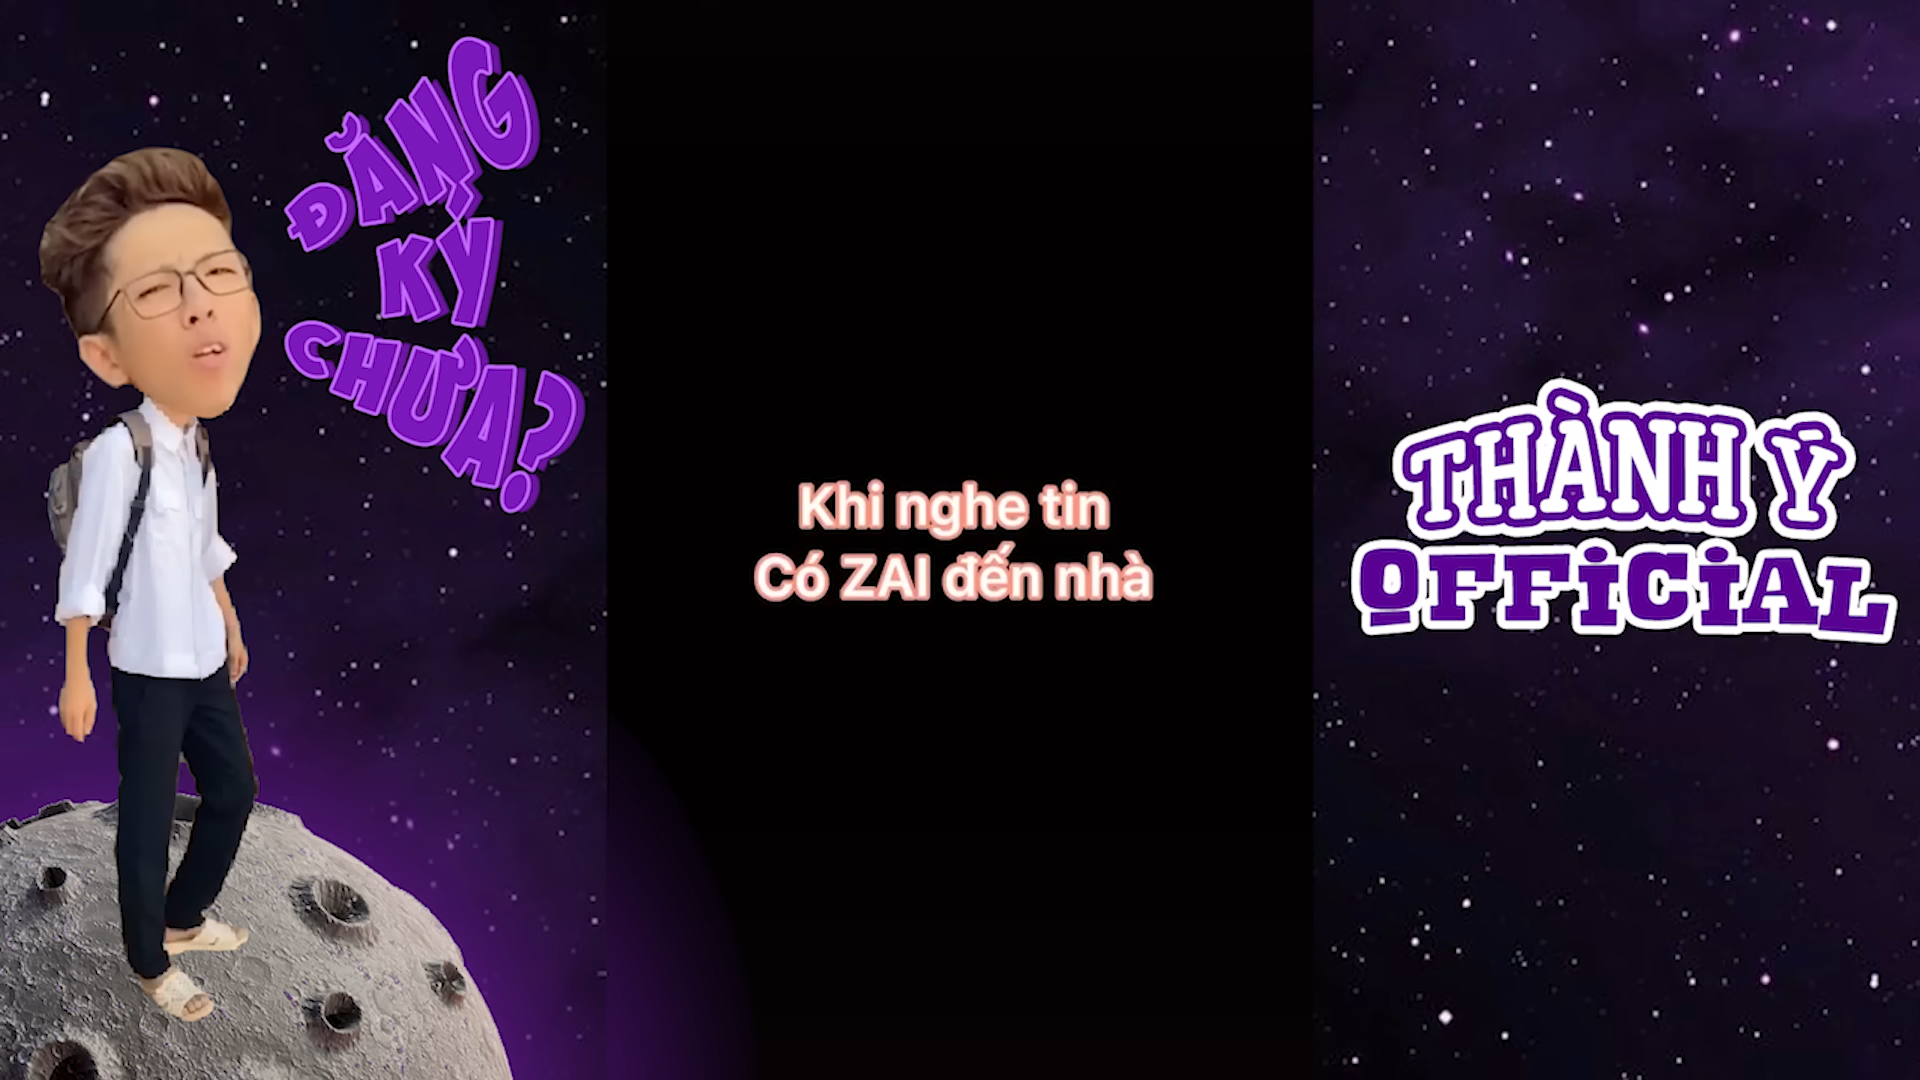 ĐĂNG
KÝ
CHƯA?
Khi nghe tin
Có ZAI đến nhà
THÀNH Ý
OFFICIAL